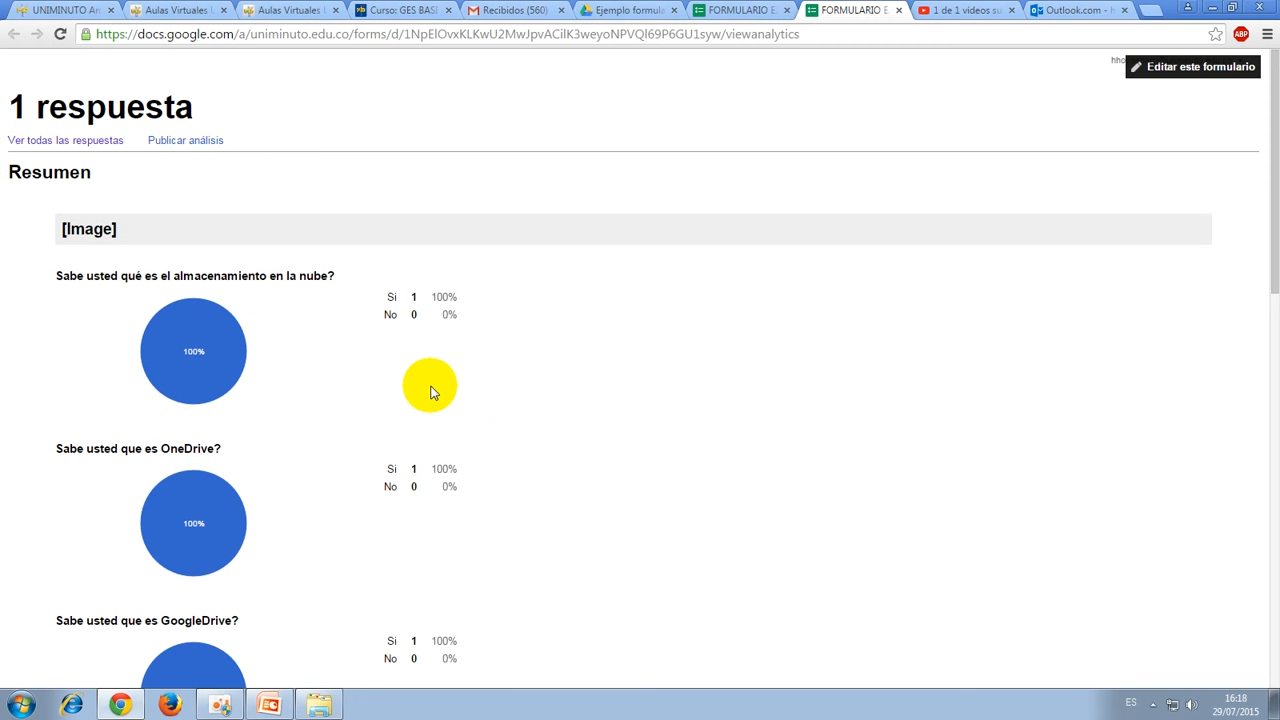 UNIMINUTO An
Aulas Virtuales
Aulas Virtuales
Curso: GES BAS
Recibidos (560)
Ejemplo formula
FORMULARIO E
FORMULARIO E
1 de 1 videos su
Outlook.com - h
https://docs.google.com/a/uniminuto.edu.co/forms/d/1NpElOvxKLKwU2MwJpvACilK3weyoNPVQl69P6GU1syw/viewanalytics
ABP
Editar este formulario
1 respuesta
Ver todas las respuestas
Publicar análisis
Resumen
[Image]
Sabe usted qué es el almacenamiento en la nube?
Si 1 100%
No 0 0%
100%
Sabe usted que es OneDrive?
Si 1 100%
No 0 0%
100%
Sabe usted que es GoogleDrive?
Si 1 100%
No 0 0%
ES
16:18
29/07/2015